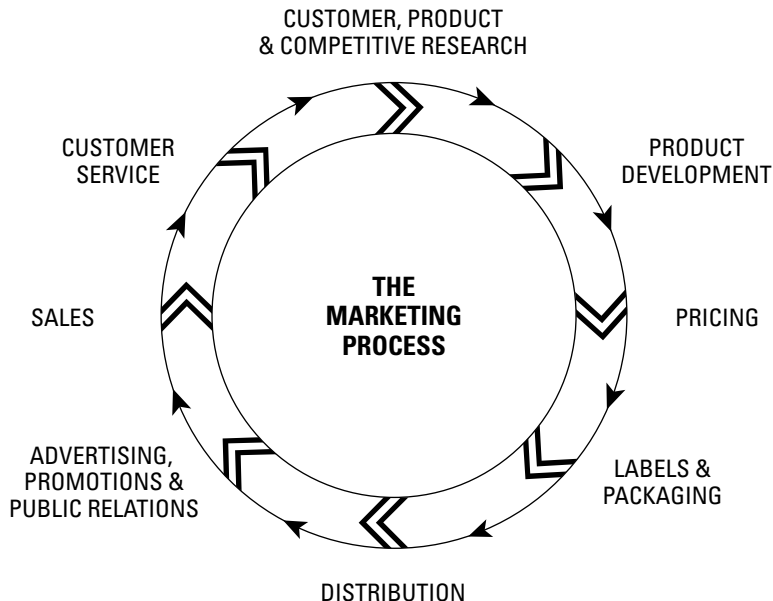 CUSTOMER, PRODUCT
& COMPETITIVE RESEARCH
PRODUCT
DEVELOPMENT
PRICING
LABELS &
PACKAGING
DISTRIBUTION
ADVERTISING,
PROMOTIONS &
PUBLIC RELATIONS
SALES
CUSTOMER
SERVICE
THE
MARKETING
PROCESS